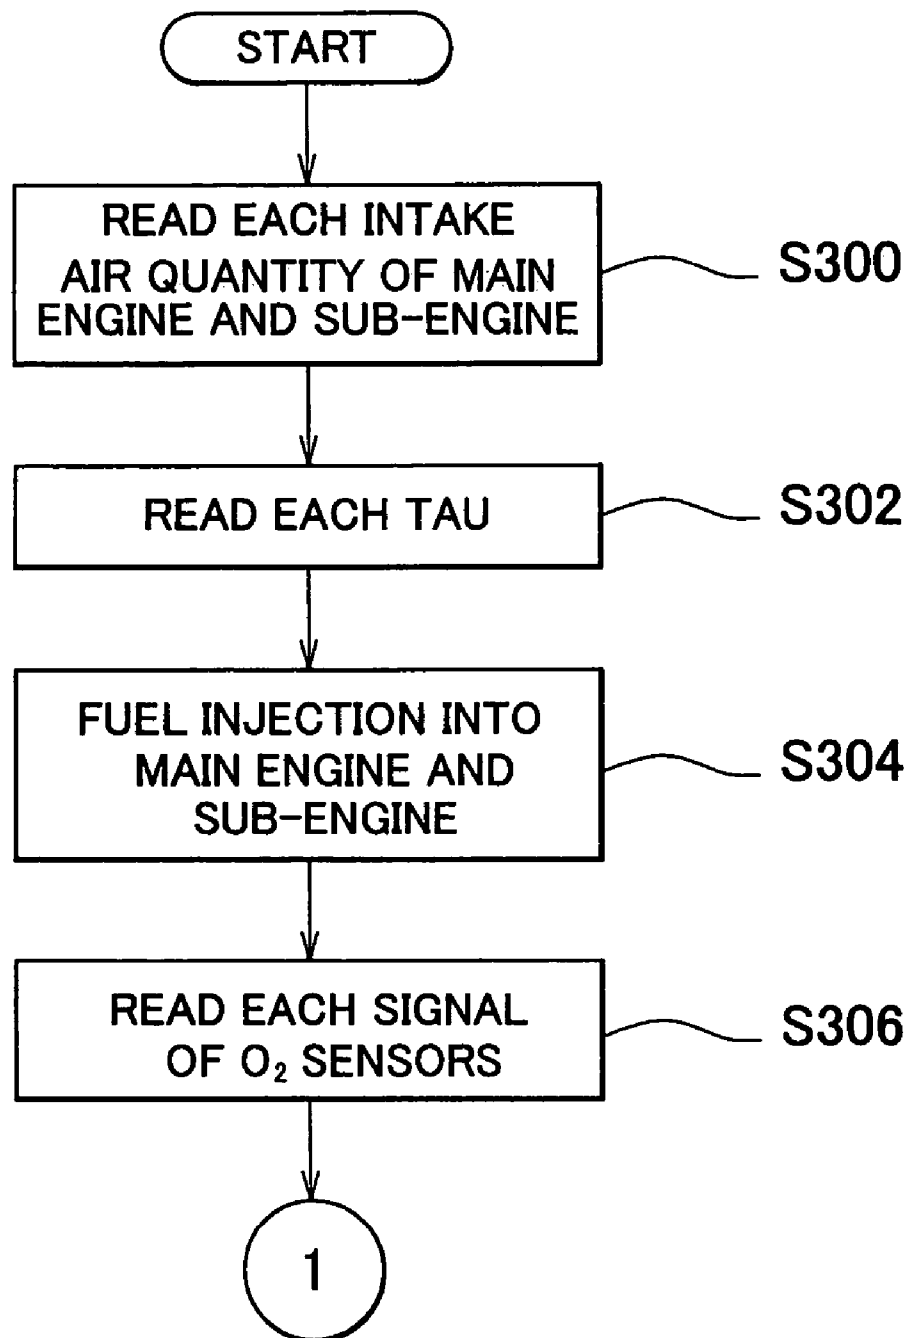 START
READ EACH INTAKE
AIR QUANTITY OF MAIN
ENGINE AND SUB-ENGINE
S300
READ EACH TAU
S302
FUEL INJECTION INTO
MAIN ENGINE AND
SUB-ENGINE
S304
READ EACH SIGNAL
OF O₂ SENSORS
S306
1